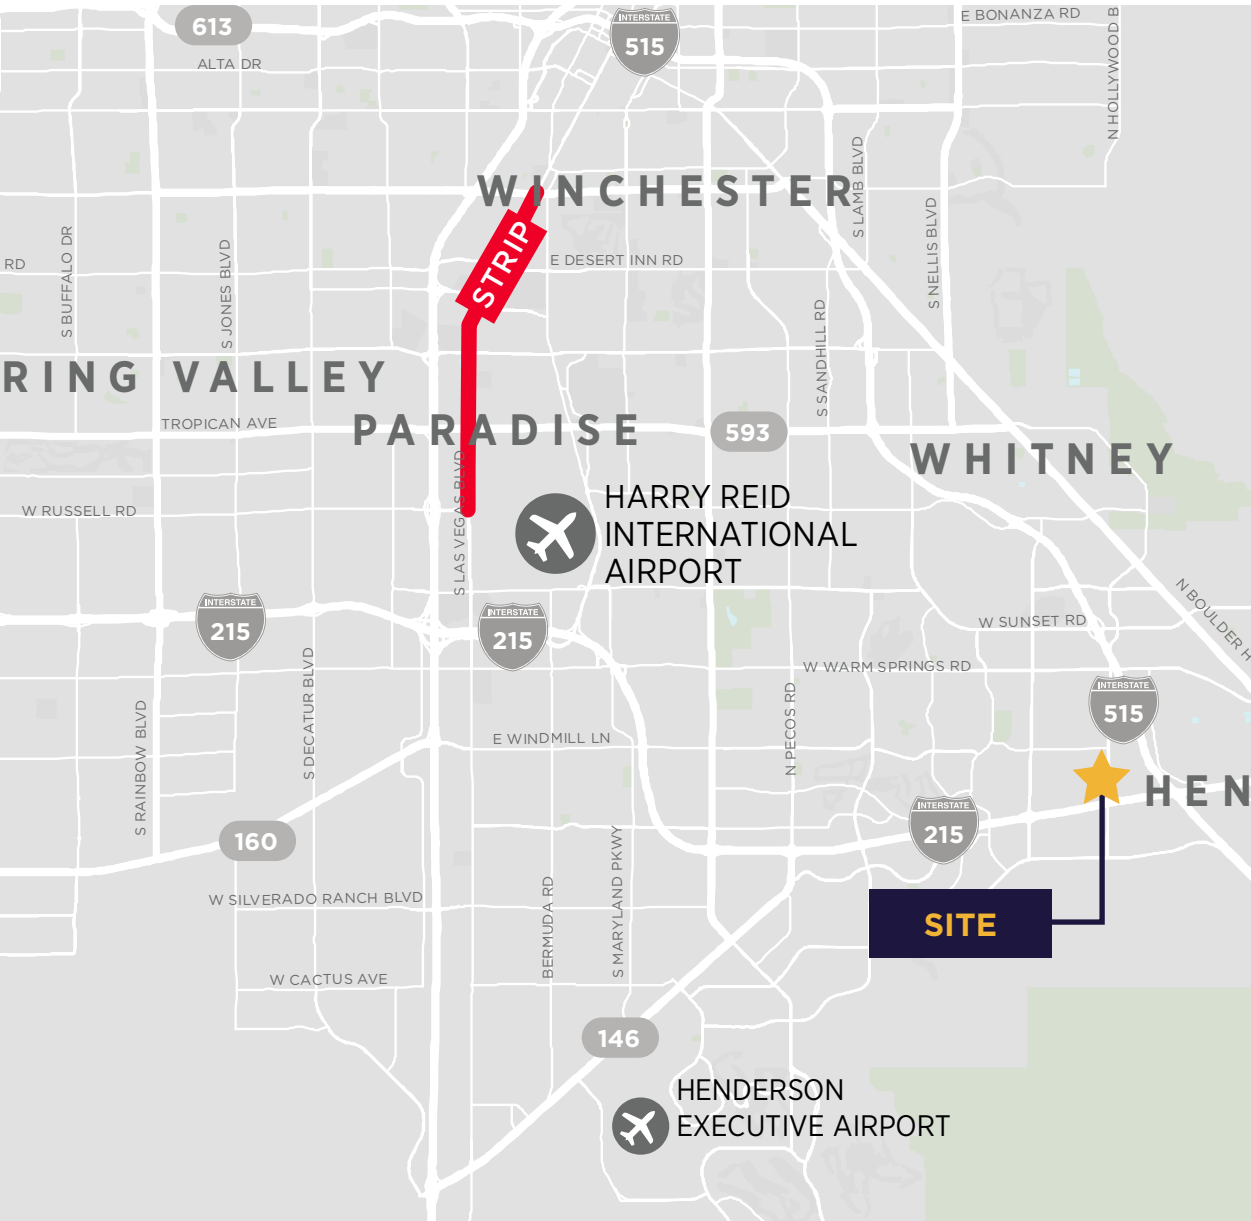 613
INTERSTATE
515
E BONANZA RD
ALTA DR
N HOLLYWOOD B
WINCHESTER
S LAMB BLVD
S NELLIS BLVD
STRIP
E DESERT INN RD
RD
S BUFFALO DR
S JONES BLVD
S SANDHILL RD
RING VALLEY
TROPICAN AVE
PARADISE
593
WHITNEY
S LAS VEGAS BLVD
W RUSSELL RD
HARRY REID
INTERNATIONAL
AIRPORT
INTERSTATE
215
INTERSTATE
215
N BOULDER H
W SUNSET RD
W WARM SPRINGS RD
S DECATUR BLVD
S RAINBOW BLVD
N PECOS RD
INTERSTATE
515
E WINDMILL LN
HEN
INTERSTATE
215
160
S MARYLAND PKWY
BERMUDA RD
W SILVERADO RANCH BLVD
SITE
W CACTUS AVE
146
HENDERSON
EXECUTIVE AIRPORT